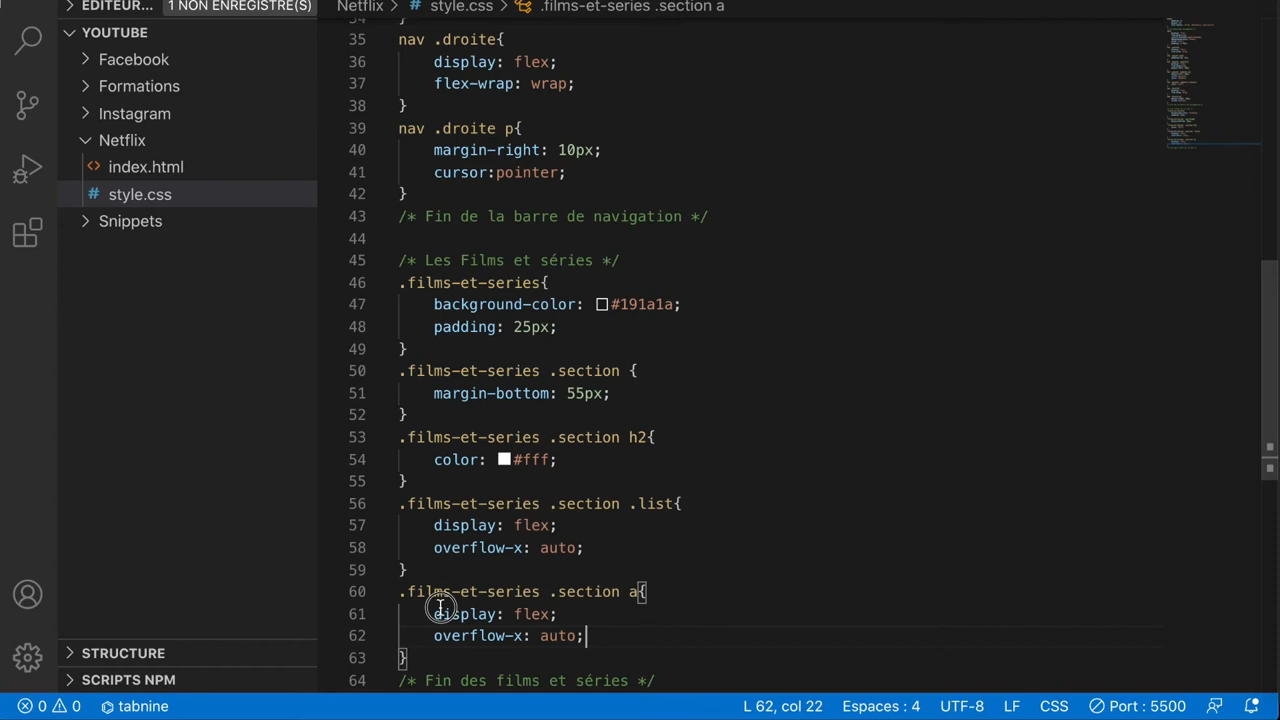 EDITEUR...
1 NON ENREGISTRÉ(S)
Netflix > # style.css > .films-et-series .section a
YOUTUBE
Facebook
Formations
Instagram
Netflix
<> index.html
# style.css
Snippets
STRUCTURE
SCRIPTS NPM
34 }
35 nav .droite{
36 display: flex;
37 flex-wrap: wrap;
38 }
39 nav .droite p{
40 margin-right: 10px;
41 cursor:pointer;
42 }
43 /* Fin de la barre de navigation */
44
45 /* Les Films et séries */
46 .films-et-series{
47 background-color: #191a1a;
48 padding: 25px;
49 }
50 .films-et-series .section {
51 margin-bottom: 55px;
52 }
53 .films-et-series .section h2{
54 color: #fff;
55 }
56 .films-et-series .section .list{
57 display: flex;
58 overflow-x: auto;
59 }
60 .films-et-series .section a{
61 display: flex;
62 overflow-x: auto;
63 }
64 /* Fin des films et séries */
0 0 tabnine L 62, col 22 Espaces : 4 UTF-8 LF CSS Port : 5500